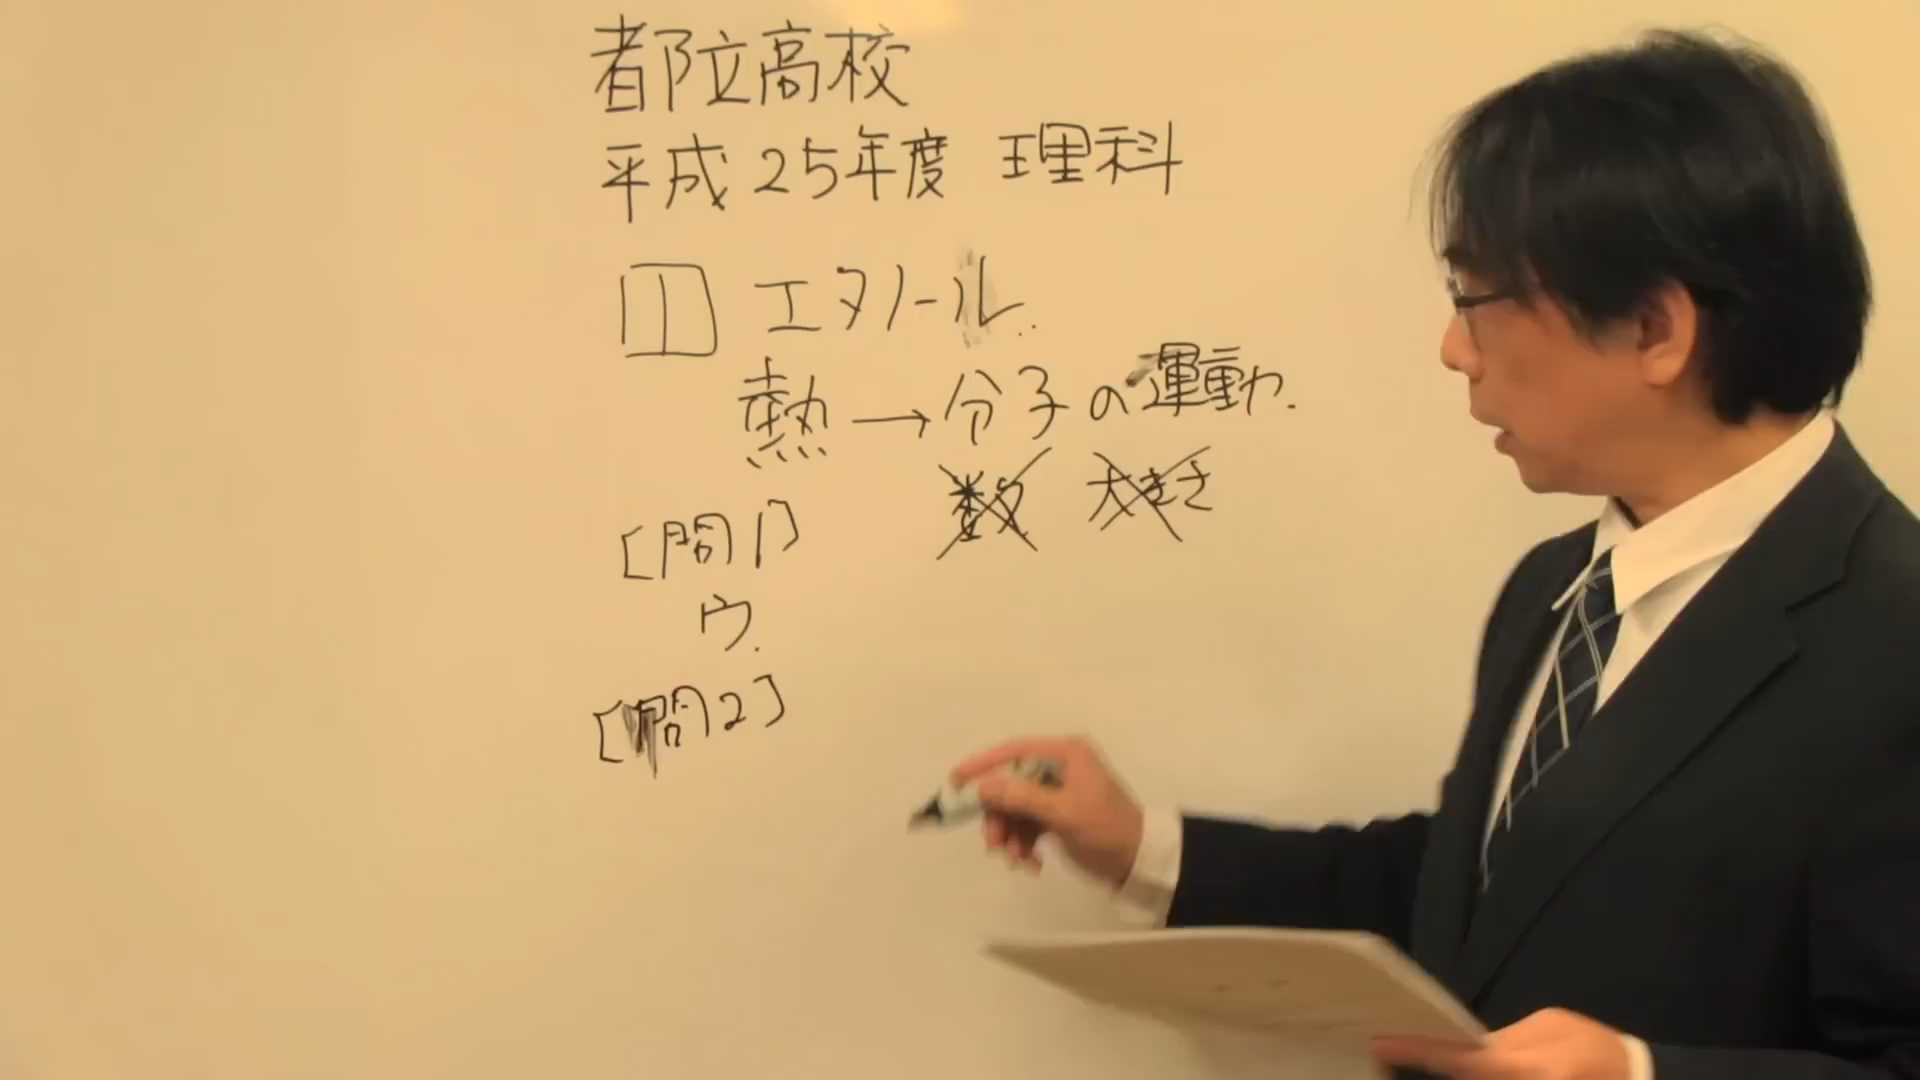 都立高校
平成25年度 理科
1 エタノール
熱→分子の運動.
数 大きさ
[問1]
ウ.
[問2]